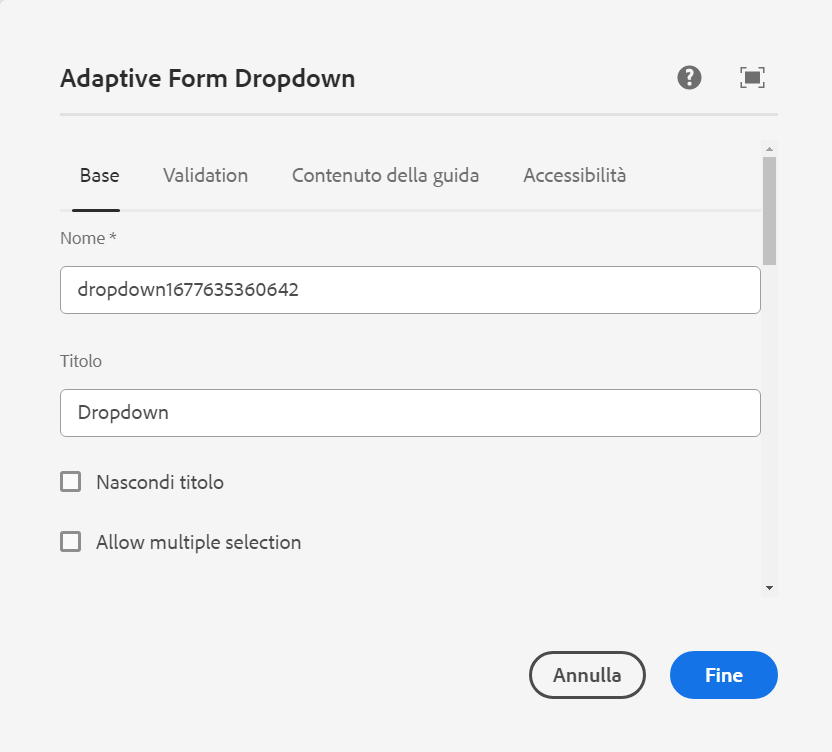 Adaptive Form Dropdown
Base Validation Contenuto della guida Accessibilità
Nome *
dropdown1677635360642
Titolo
Dropdown
Nascondi titolo
Allow multiple selection
Annulla Fine